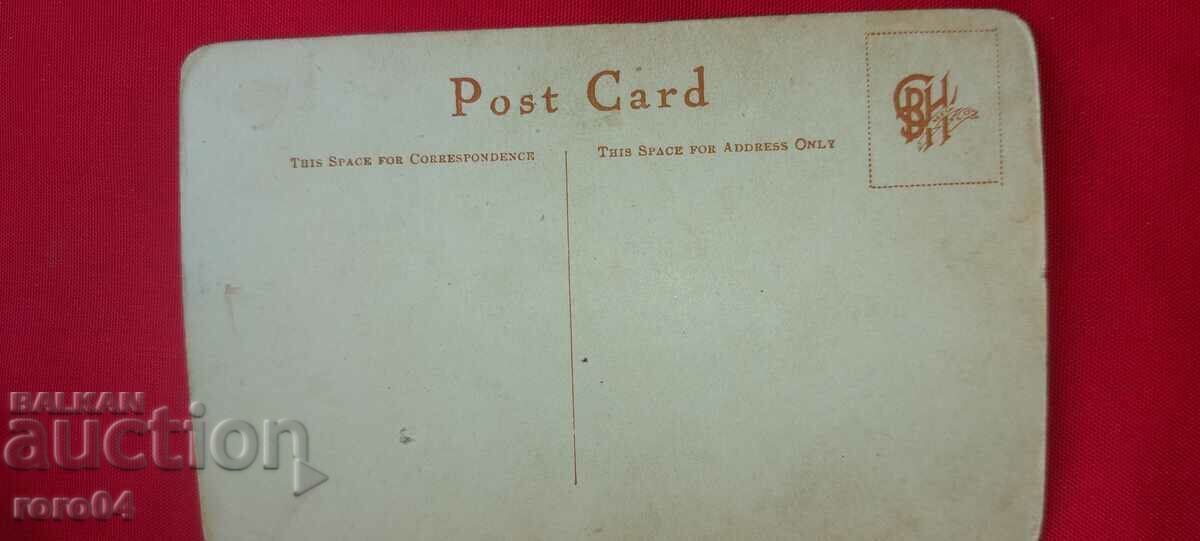 Post Card
This Space for Correspondence
This Space for Address Only
BALKAN
auction
roro04